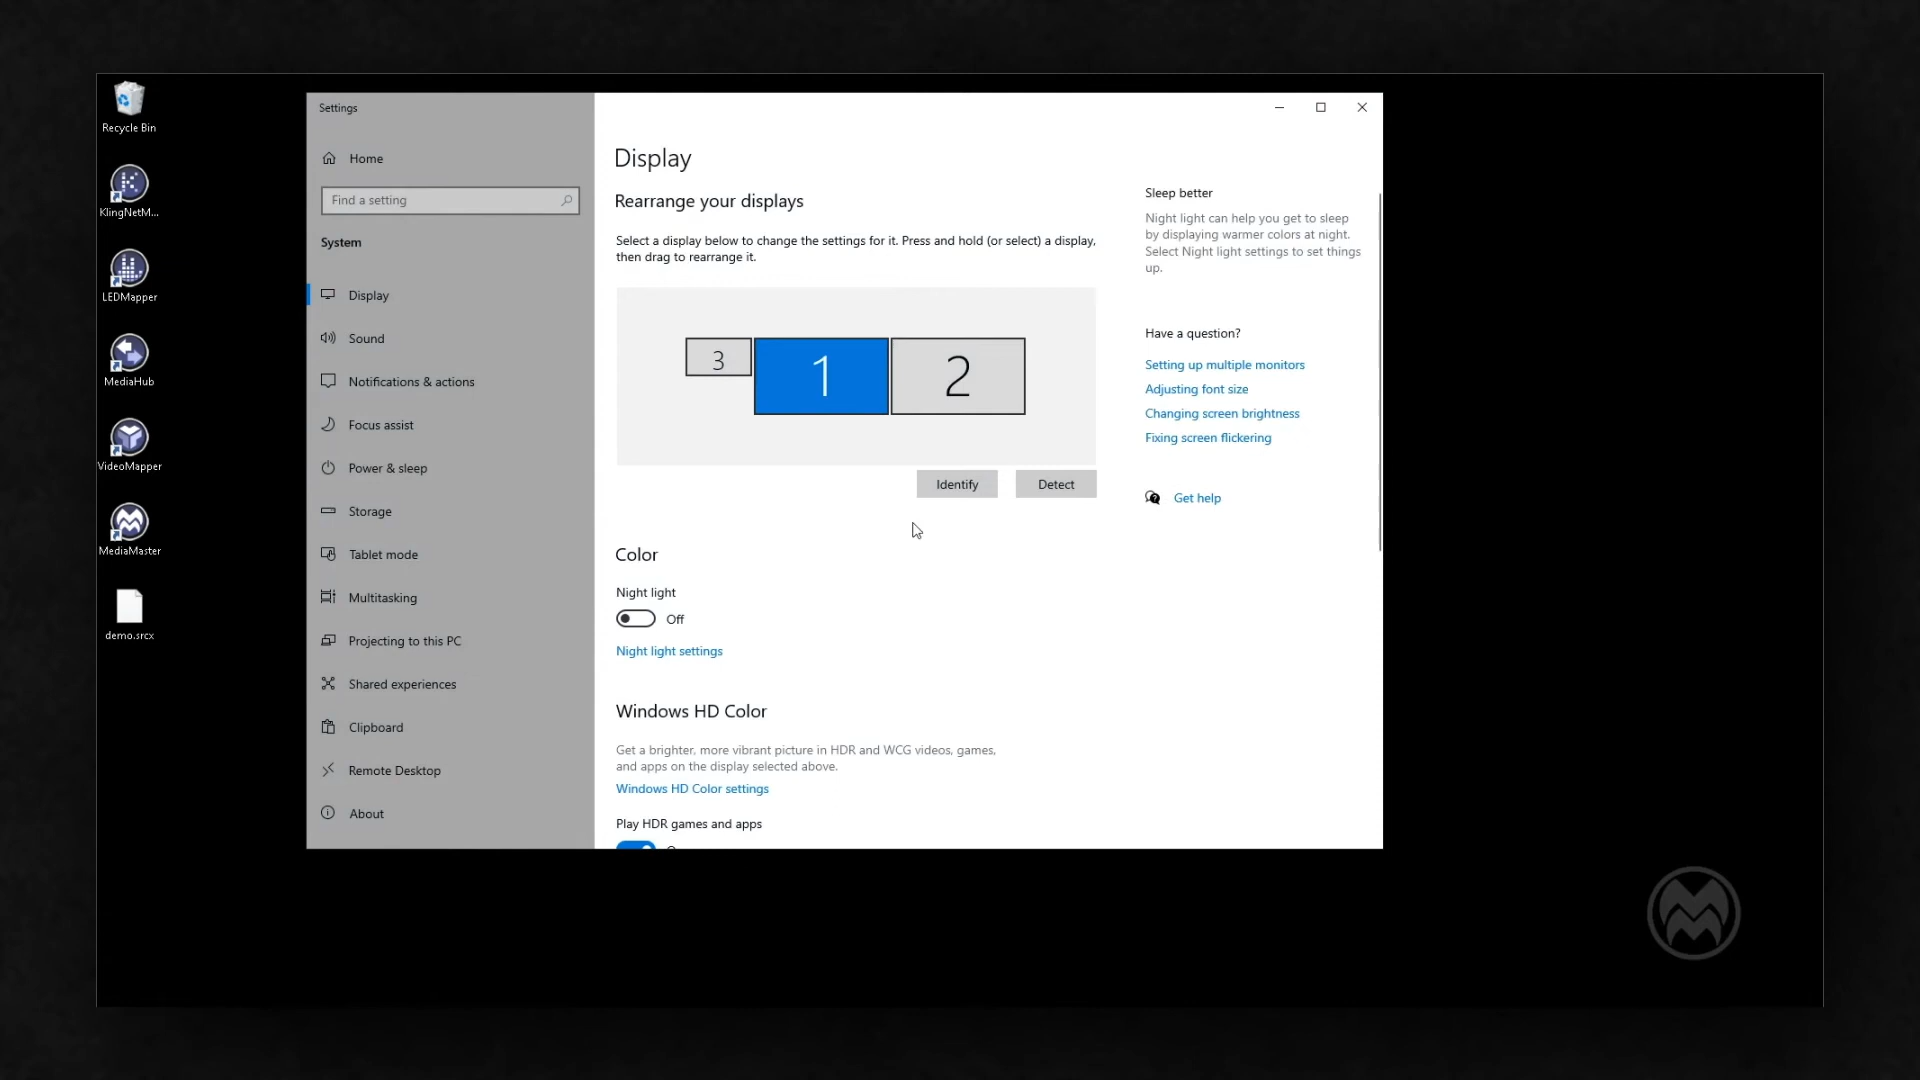 Recycle Bin
KlingNetM...
LEDMapper
MediaHub
VideoMapper
MediaMaster
demo.srcx
Settings
Home
Find a setting
System
Display
Sound
Notifications & actions
Focus assist
Power & sleep
Storage
Tablet mode
Multitasking
Projecting to this PC
Shared experiences
Clipboard
Remote Desktop
About
Display
Rearrange your displays
Select a display below to change the settings for it. Press and hold (or select) a display,
then drag to rearrange it.
3
1
2
Identify
Detect
Color
Night light
Off
Night light settings
Windows HD Color
Get a brighter, more vibrant picture in HDR and WCG videos, games,
and apps on the display selected above.
Windows HD Color settings
Play HDR games and apps
Sleep better
Night light can help you get to sleep
by displaying warmer colors at night.
Select Night light settings to set things
up.
Have a question?
Setting up multiple monitors
Adjusting font size
Changing screen brightness
Fixing screen flickering
Get help